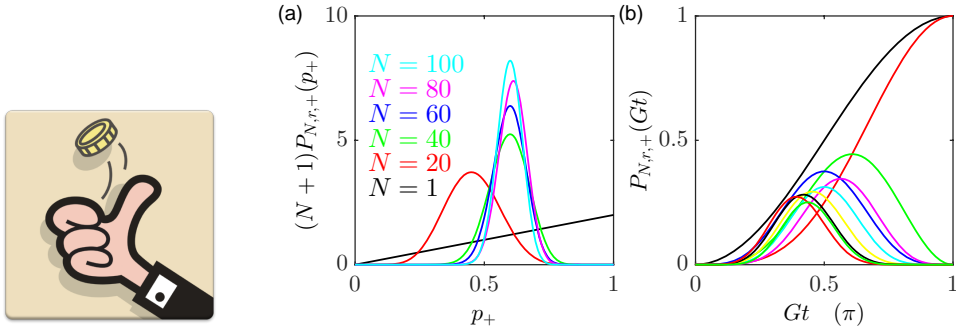 (a)
(N + 1)P_{N,r,+}(p_+)
10
5
0
N = 100
N = 80
N = 60
N = 40
N = 20
N = 1
0
0.5
1
p_+
(b)
P_{N,r,+}(Gt)
1
0.5
0
0
0.5
1
Gt (π)